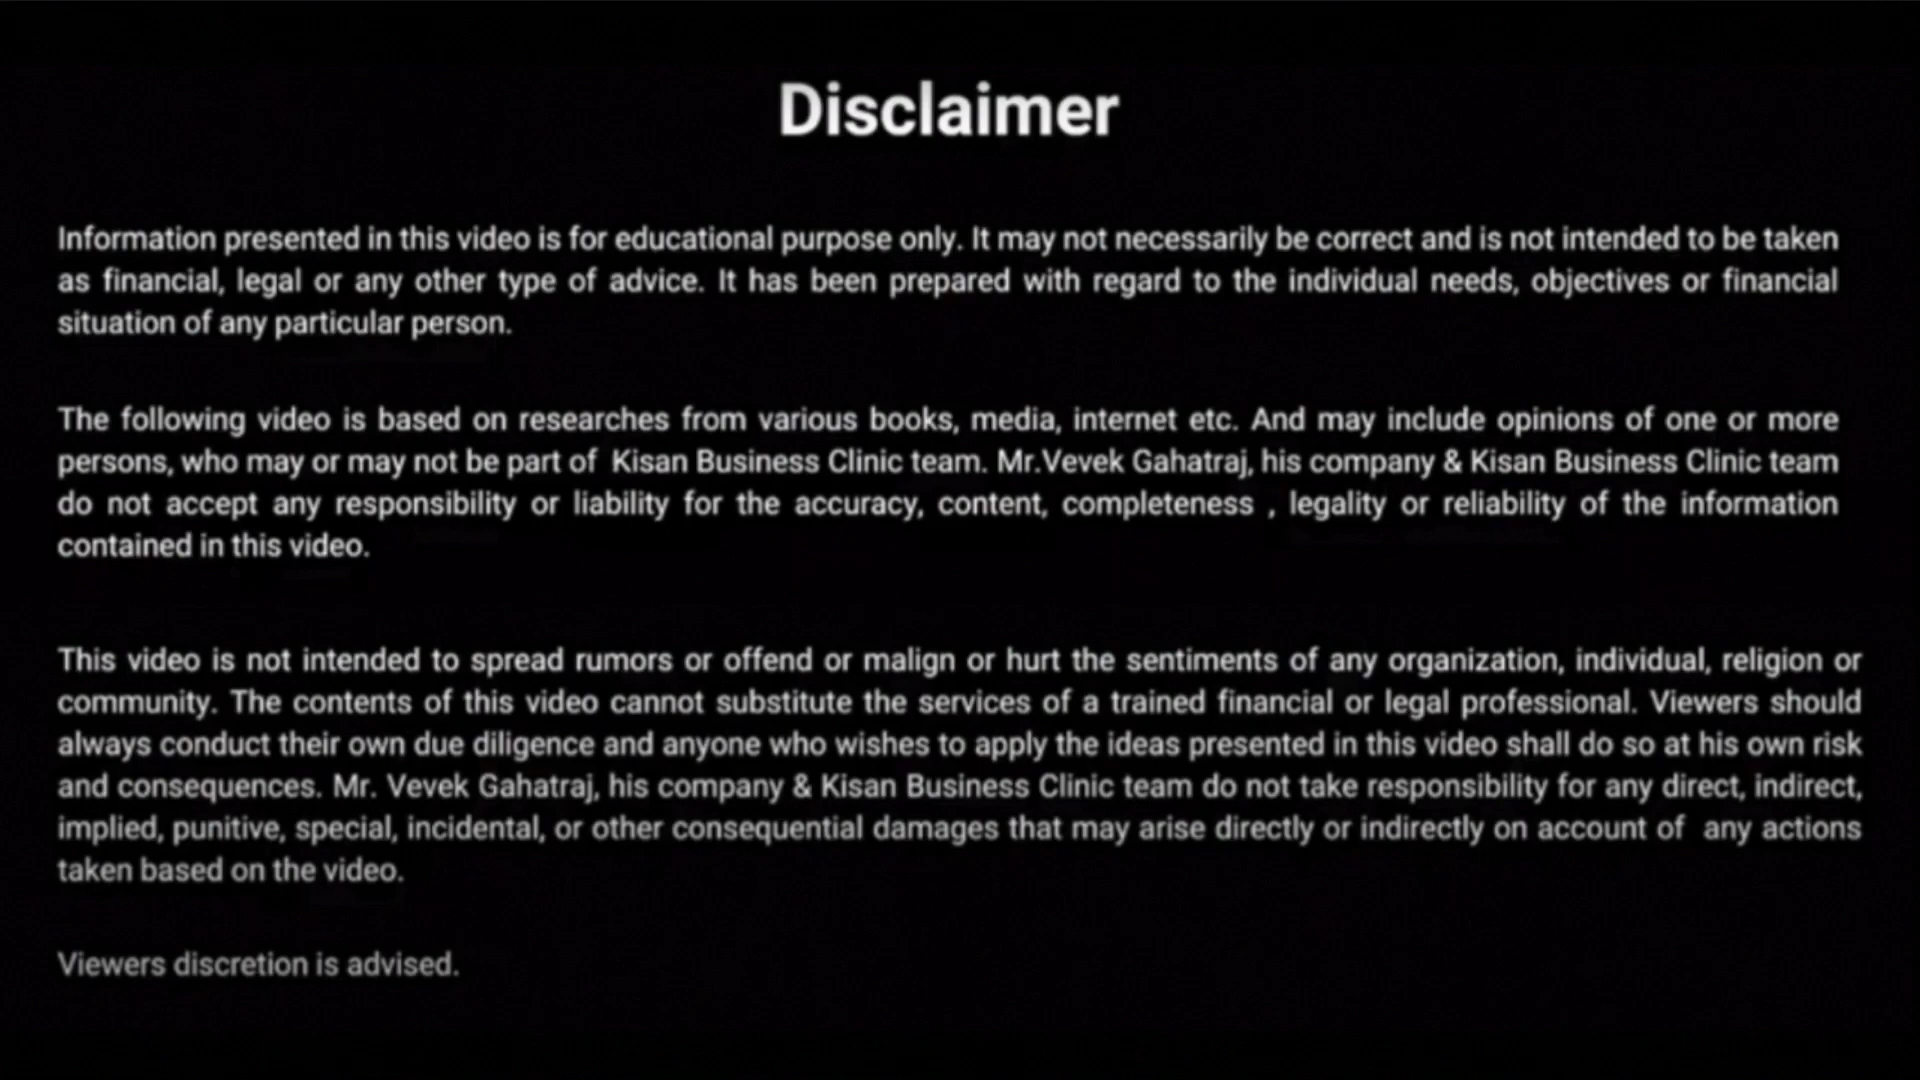 Disclaimer
Information presented in this video is for educational purpose only. It may not necessarily be correct and is not intended to be taken
as financial, legal or any other type of advice. It has been prepared with regard to the individual needs, objectives or financial
situation of any particular person.
The following video is based on researches from various books, media, internet etc. And may include opinions of one or more
persons, who may or may not be part of Kisan Business Clinic team. Mr.Vevek Gahatraj, his company & Kisan Business Clinic team
do not accept any responsibility or liability for the accuracy, content, completeness , legality or reliability of the information
contained in this video.
This video is not intended to spread rumors or offend or malign or hurt the sentiments of any organization, individual, religion or
community. The contents of this video cannot substitute the services of a trained financial or legal professional. Viewers should
always conduct their own due diligence and anyone who wishes to apply the ideas presented in this video shall do so at his own risk
and consequences. Mr. Vevek Gahatraj, his company & Kisan Business Clinic team do not take responsibility for any direct, indirect,
implied, punitive, special, incidental, or other consequential damages that may arise directly or indirectly on account of any actions
taken based on the video.
Viewers discretion is advised.